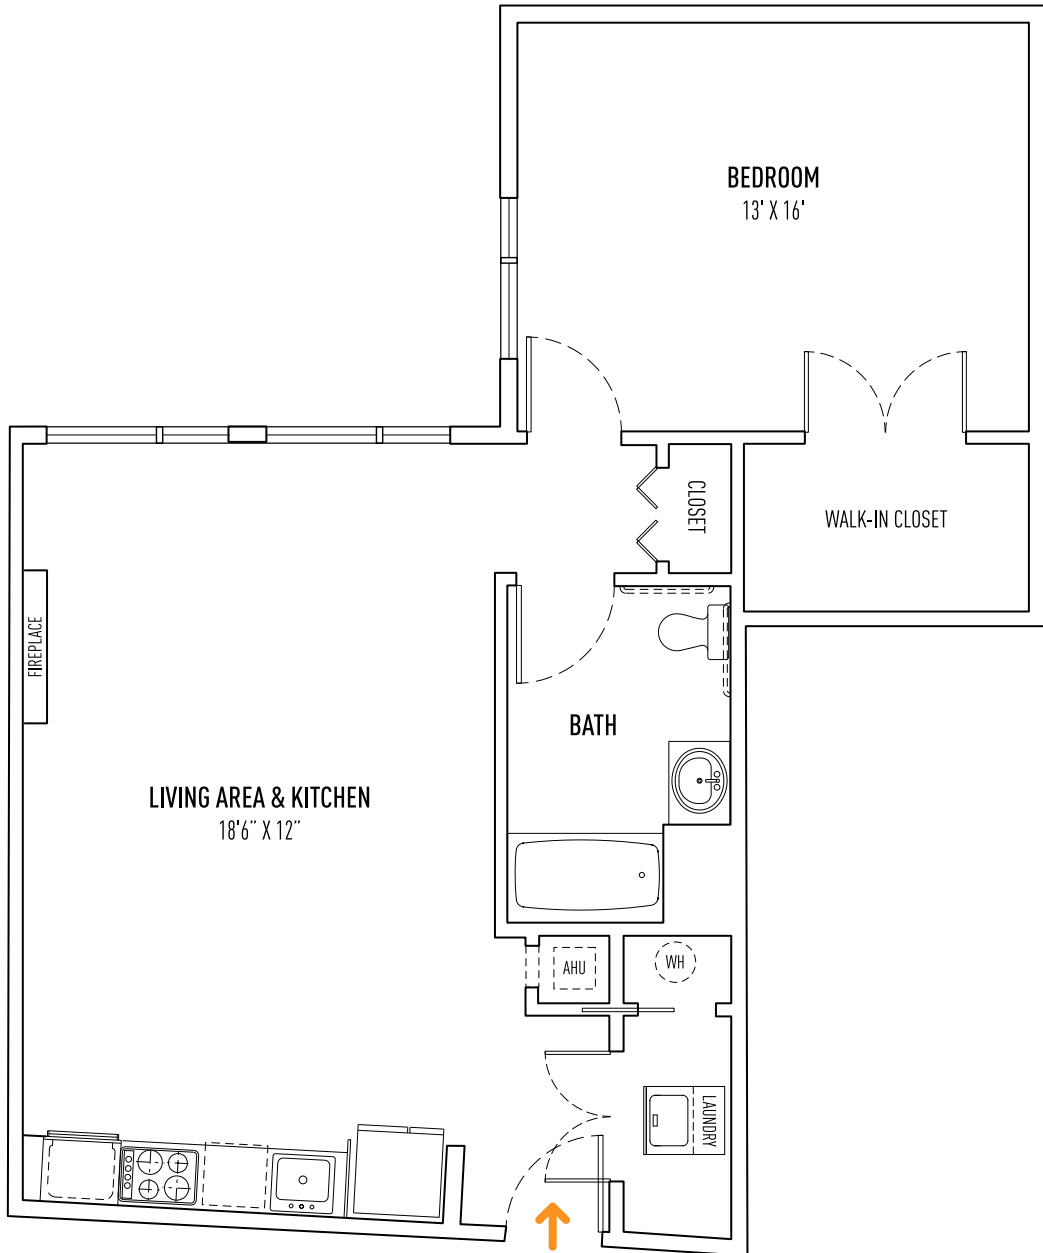 BEDROOM
13' X 16'
CLOSET
WALK-IN CLOSET
FIREPLACE
BATH
LIVING AREA & KITCHEN
18'6" X 12"
AHU
WH
LAUNDRY